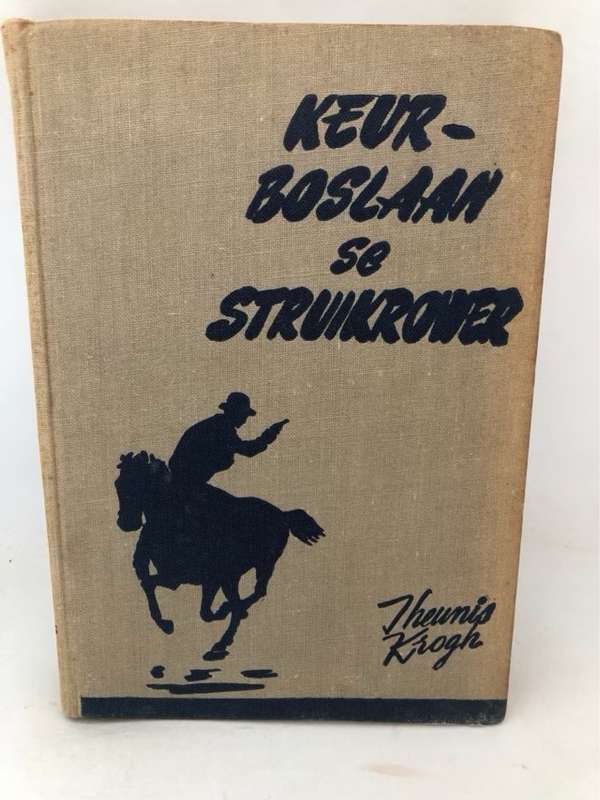 KEUR-
BOSLAAN
se
STRUIKROWER
Theunis
Krogh